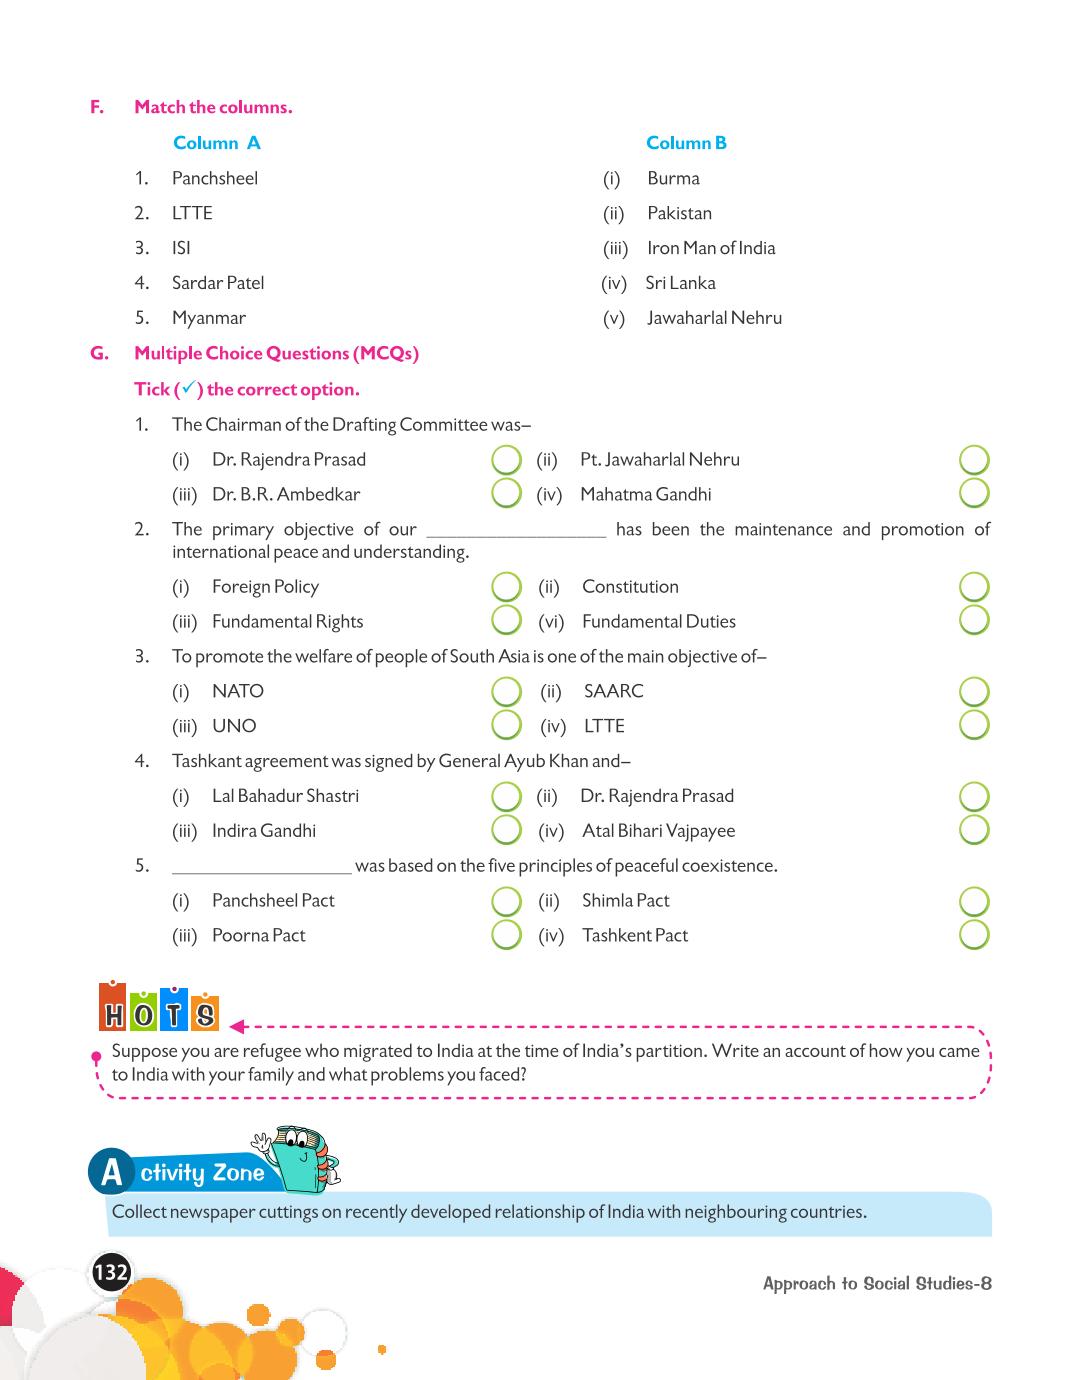 F. Match the columns.
Column A Column B
1. Panchsheel (i) Burma
2. LTTE (ii) Pakistan
3. ISI (iii) Iron Man of India
4. Sardar Patel (iv) Sri Lanka
5. Myanmar (v) Jawaharlal Nehru
G. Multiple Choice Questions (MCQs)
Tick (✓) the correct option.
1. The Chairman of the Drafting Committee was–
(i) Dr. Rajendra Prasad (ii) Pt. Jawaharlal Nehru
(iii) Dr. B.R. Ambedkar (iv) Mahatma Gandhi
2. The primary objective of our __________________ has been the maintenance and promotion of
international peace and understanding.
(i) Foreign Policy (ii) Constitution
(iii) Fundamental Rights (vi) Fundamental Duties
3. To promote the welfare of people of South Asia is one of the main objective of–
(i) NATO (ii) SAARC
(iii) UNO (iv) LTTE
4. Tashkant agreement was signed by General Ayub Khan and–
(i) Lal Bahadur Shastri (ii) Dr. Rajendra Prasad
(iii) Indira Gandhi (iv) Atal Bihari Vajpayee
5. __________________ was based on the five principles of peaceful coexistence.
(i) Panchsheel Pact (ii) Shimla Pact
(iii) Poorna Pact (iv) Tashkent Pact
HOTS
Suppose you are refugee who migrated to India at the time of India's partition. Write an account of how you came
to India with your family and what problems you faced?
Activity Zone
Collect newspaper cuttings on recently developed relationship of India with neighbouring countries.
132
Approach to Social Studies-8